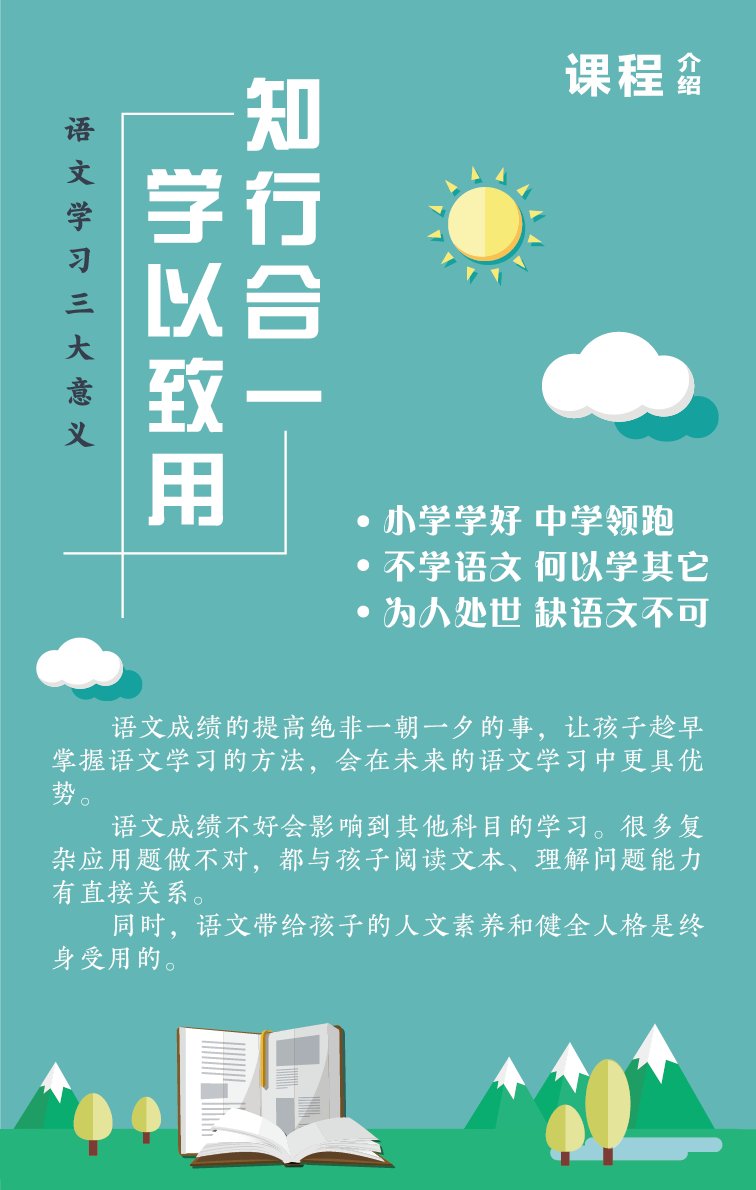 课程介绍
知行合一
学以致用
语文学习三大意义
• 小学学好 中学领跑
• 不学语文 何以学其它
• 为人处世 缺语文不可
语文成绩的提高绝非一朝一夕的事，让孩子趁早
掌握语文学习的方法，会在未来的语文学习中更具优
势。
语文成绩不好会影响到其他科目的学习。很多复
杂应用题做不对，都与孩子阅读文本、理解问题能力
有直接关系。
同时，语文带给孩子的人文素养和健全人格是终
身受用的。